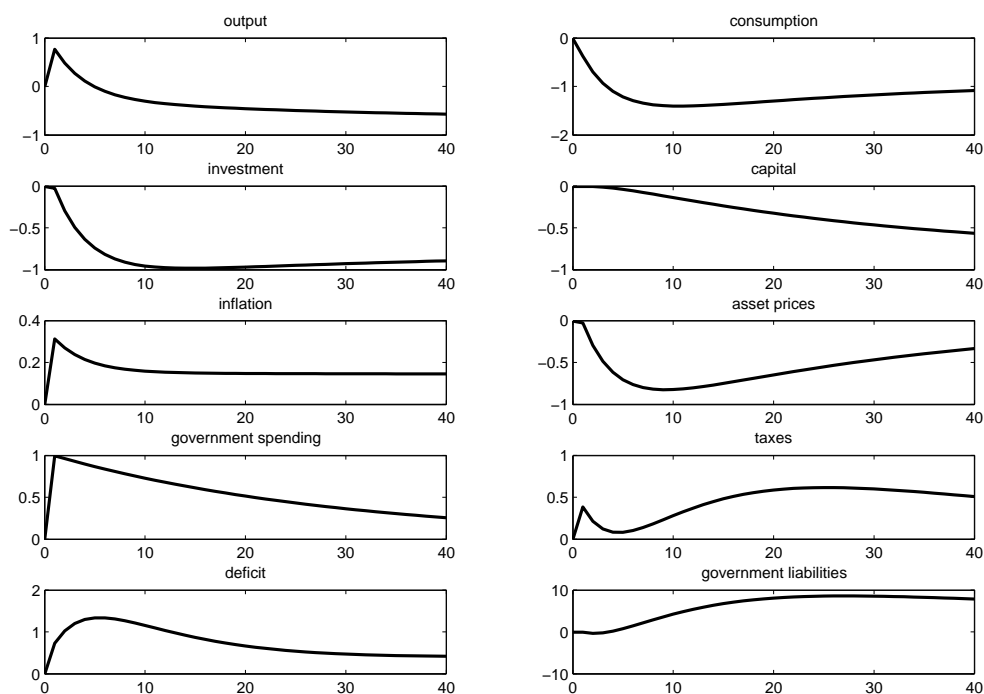 output
1
0
−1
0 10 20 30 40
consumption
0
−1
−2
0 10 20 30 40
investment
0
−0.5
−1
0 10 20 30 40
capital
0
−0.5
−1
0 10 20 30 40
inflation
0.4
0.2
0
0 10 20 30 40
asset prices
0
−0.5
−1
0 10 20 30 40
government spending
1
0.5
0
0 10 20 30 40
taxes
1
0.5
0
0 10 20 30 40
deficit
2
1
0
0 10 20 30 40
government liabilities
10
0
−10
0 10 20 30 40